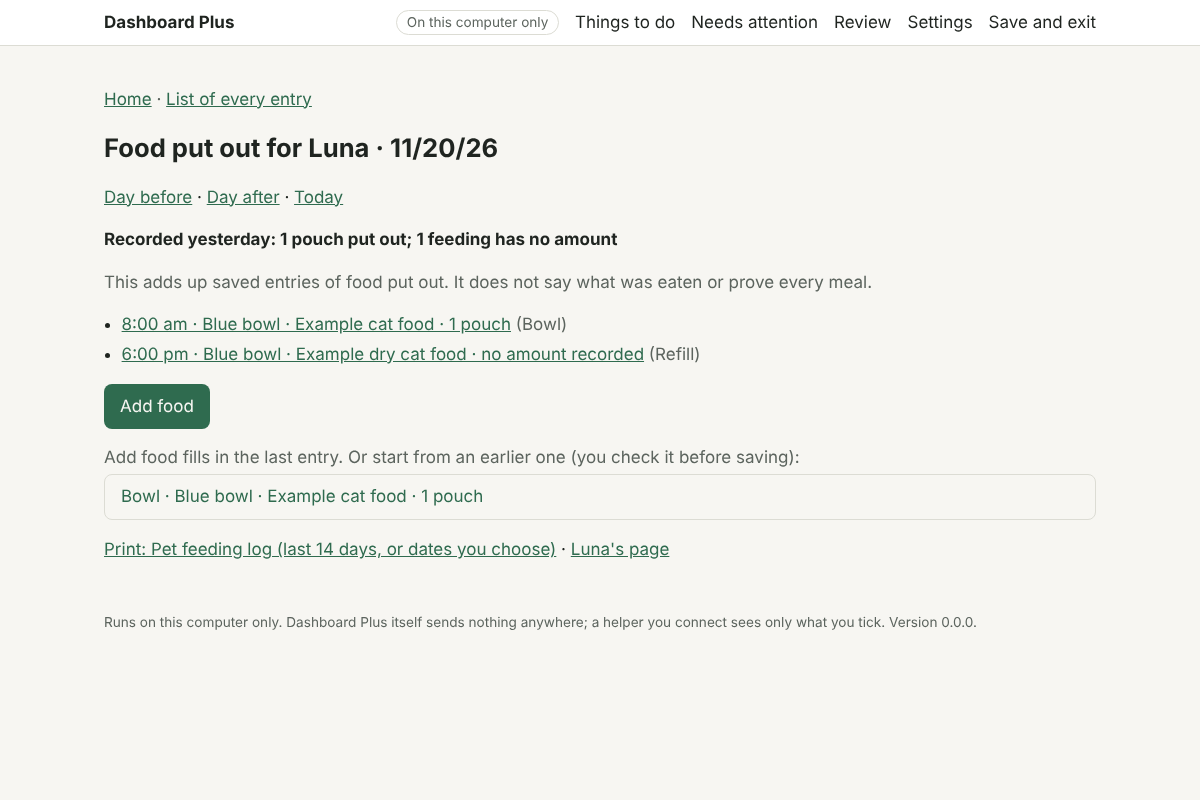 Dashboard Plus
On this computer only
Things to do
Needs attention
Review
Settings
Save and exit
Home · List of every entry
Food put out for Luna · 11/20/26
Day before · Day after · Today
Recorded yesterday: 1 pouch put out; 1 feeding has no amount
This adds up saved entries of food put out. It does not say what was eaten or prove every meal.
• 8:00 am · Blue bowl · Example cat food · 1 pouch (Bowl)
• 6:00 pm · Blue bowl · Example dry cat food · no amount recorded (Refill)
Add food
Add food fills in the last entry. Or start from an earlier one (you check it before saving):
Bowl · Blue bowl · Example cat food · 1 pouch
Print: Pet feeding log (last 14 days, or dates you choose) · Luna's page
Runs on this computer only. Dashboard Plus itself sends nothing anywhere; a helper you connect sees only what you tick. Version 0.0.0.